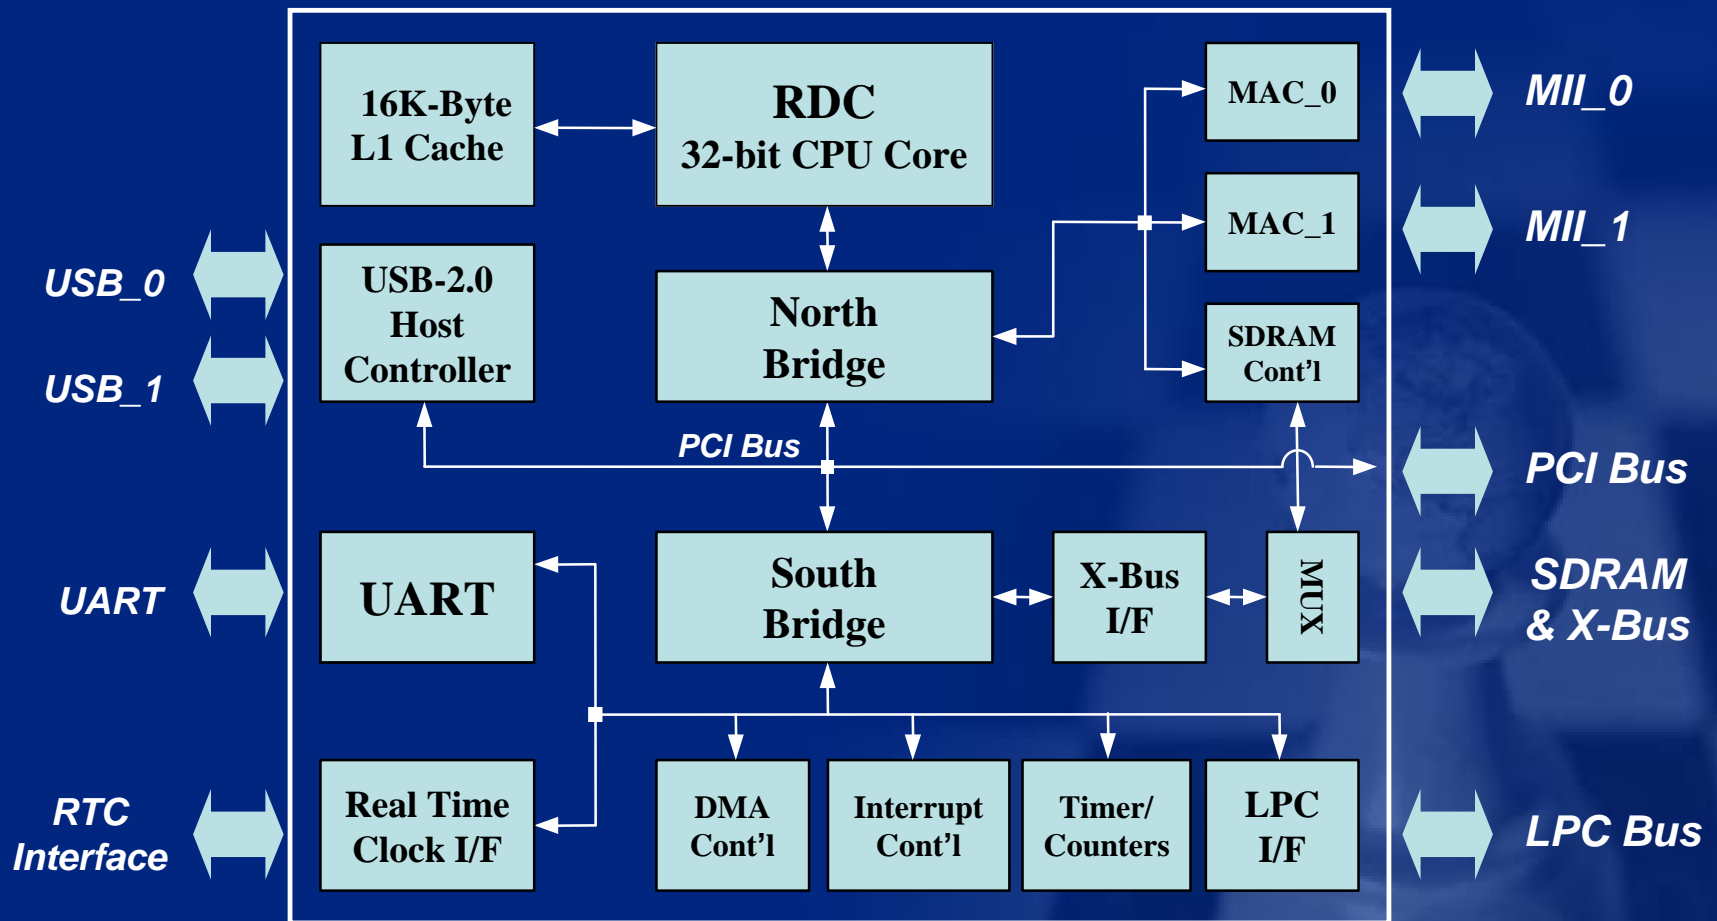 16K-Byte
L1 Cache
RDC
32-bit CPU Core
MAC_0
MII_0
MAC_1
MII_1
USB_0
USB_1
USB-2.0
Host
Controller
North
Bridge
SDRAM
Cont’l
PCI Bus
PCI Bus
UART
UART
South
Bridge
X-Bus
I/F
MUX
SDRAM
& X-Bus
RTC
Interface
Real Time
Clock I/F
DMA
Cont’l
Interrupt
Cont’l
Timer/
Counters
LPC
I/F
LPC Bus